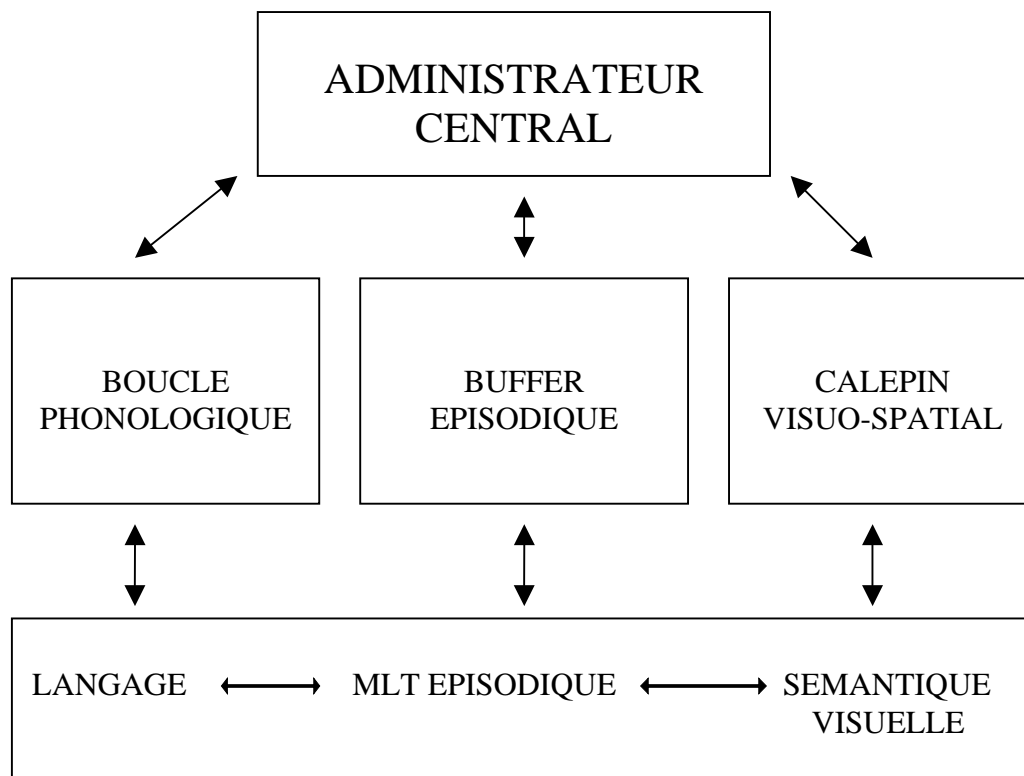 ADMINISTRATEUR
CENTRAL
BOUCLE
PHONOLOGIQUE
BUFFER
EPISODIQUE
CALEPIN
VISUO-SPATIAL
LANGAGE
MLT EPISODIQUE
SEMANTIQUE
VISUELLE